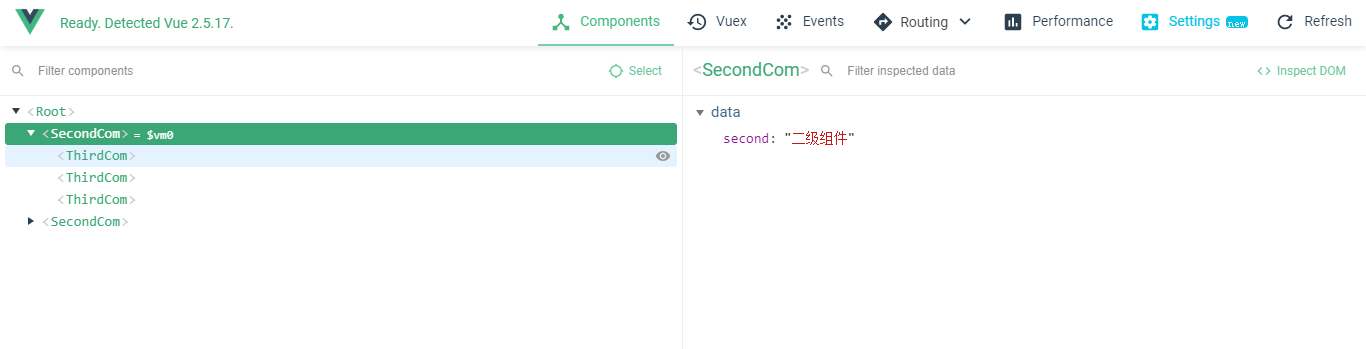 Ready. Detected Vue 2.5.17.
Components
Vuex
Events
Routing
Performance
Settings new
Refresh
Filter components
Select
<SecondCom>
Filter inspected data
<> Inspect DOM
<Root>
<SecondCom> = $vm0
<ThirdCom>
<ThirdCom>
<ThirdCom>
<SecondCom>
data
second: "二级组件"